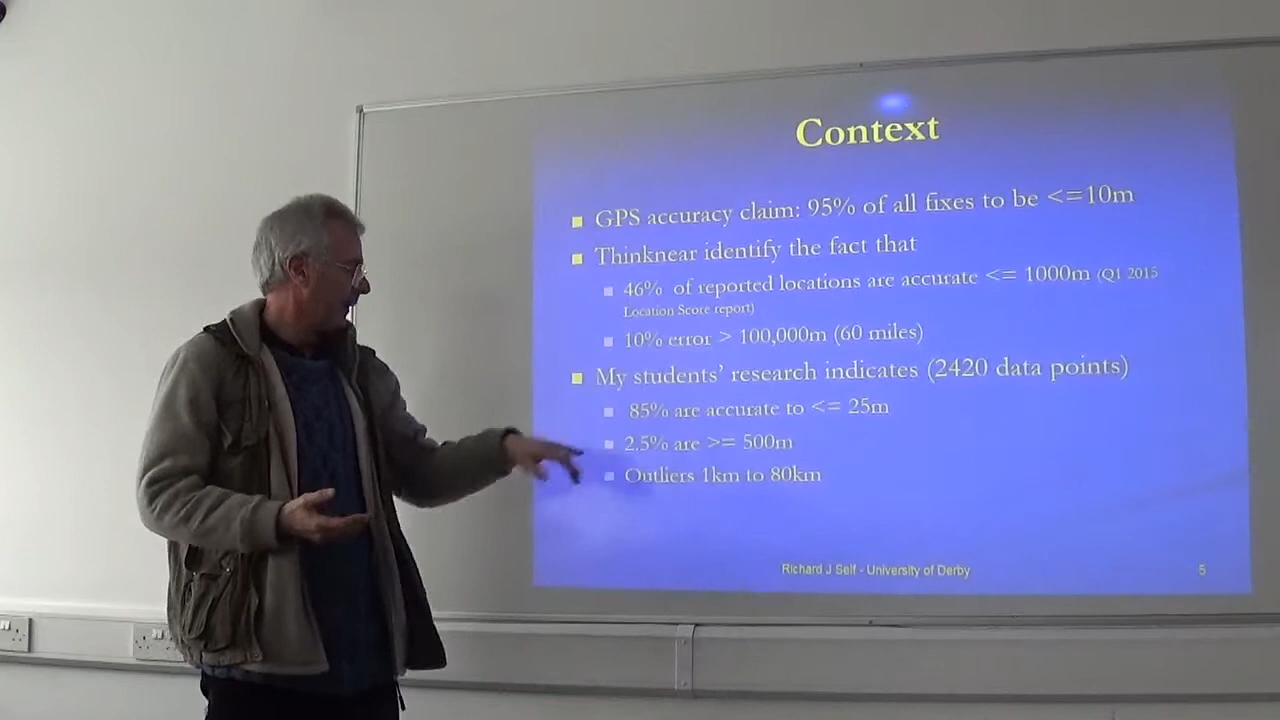 Context
GPS accuracy claim: 95% of all fixes to be <=10m
Thinknear identify the fact that
46% of reported locations are accurate <= 1000m (Q1 2015
Location Score report)
10% error > 100,000m (60 miles)
My students' research indicates (2420 data points)
85% are accurate to <= 25m
2.5% are >= 500m
Outliers 1km to 80km
Richard J Self - University of Derby
5